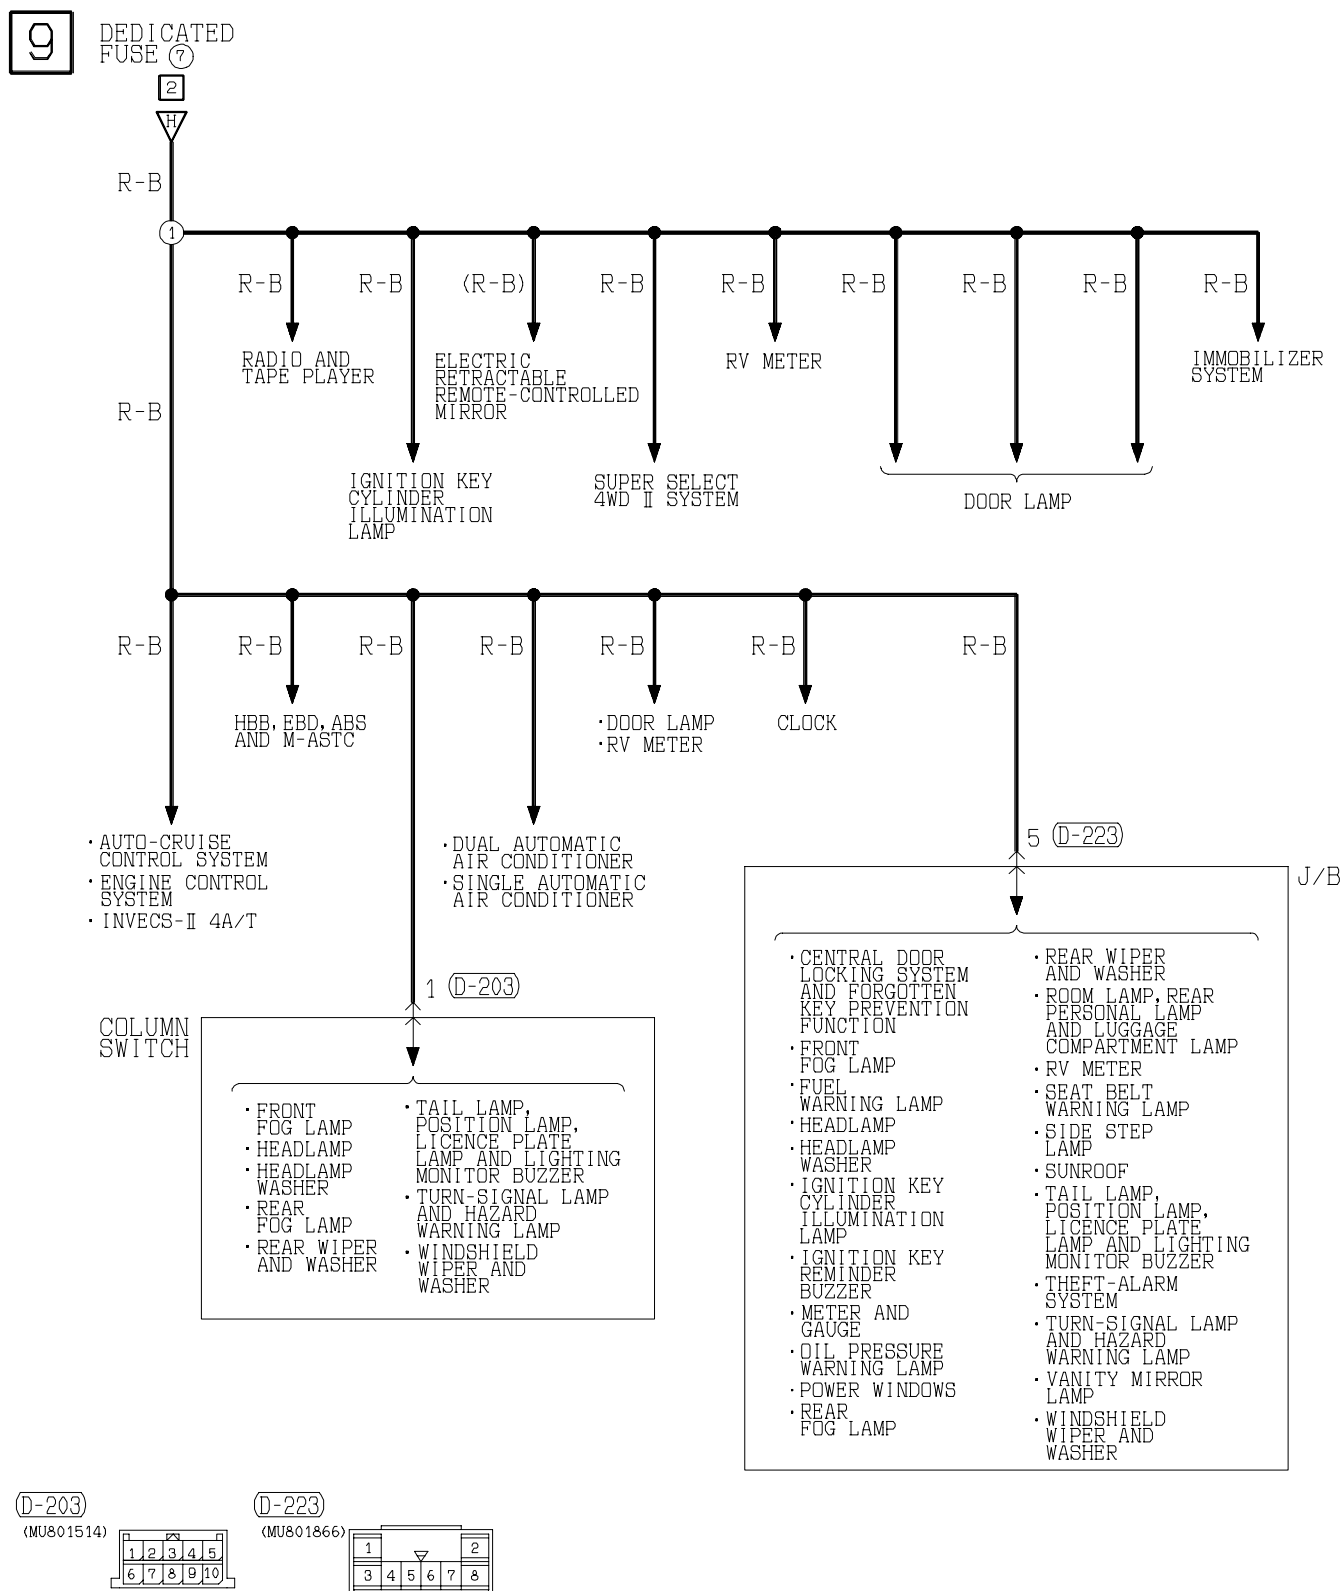 9
DEDICATED
FUSE ⑦
2
H
R-B
1
R-B
R-B
(R-B)
R-B
R-B
R-B
R-B
R-B
R-B
RADIO AND
TAPE PLAYER
ELECTRIC
RETRACTABLE
REMOTE-CONTROLLED
MIRROR
RV METER
IMMOBILIZER
SYSTEM
R-B
IGNITION KEY
CYLINDER
ILLUMINATION
LAMP
SUPER SELECT
4WD Ⅱ SYSTEM
DOOR LAMP
R-B
R-B
R-B
R-B
R-B
R-B
R-B
HBB, EBD, ABS
AND M-ASTC
·DOOR LAMP
·RV METER
CLOCK
·AUTO-CRUISE
CONTROL SYSTEM
·ENGINE CONTROL
SYSTEM
·INVECS-Ⅱ 4A/T
·DUAL AUTOMATIC
AIR CONDITIONER
·SINGLE AUTOMATIC
AIR CONDITIONER
5 (D-223)
J/B
1 (D-203)
COLUMN
SWITCH
·FRONT
FOG LAMP
·HEADLAMP
·HEADLAMP
WASHER
·REAR
FOG LAMP
·REAR WIPER
AND WASHER
·TAIL LAMP,
POSITION LAMP,
LICENCE PLATE
LAMP AND LIGHTING
MONITOR BUZZER
·TURN-SIGNAL LAMP
AND HAZARD
WARNING LAMP
·WINDSHIELD
WIPER AND
WASHER
·CENTRAL DOOR
LOCKING SYSTEM
AND FORGOTTEN
KEY PREVENTION
FUNCTION
·FRONT
FOG LAMP
·FUEL
WARNING LAMP
·HEADLAMP
·HEADLAMP
WASHER
·IGNITION KEY
CYLINDER
ILLUMINATION
LAMP
·IGNITION KEY
REMINDER
BUZZER
·METER AND
GAUGE
·OIL PRESSURE
WARNING LAMP
·POWER WINDOWS
·REAR
FOG LAMP
·REAR WIPER
AND WASHER
·ROOM LAMP, REAR
PERSONAL LAMP
AND LUGGAGE
COMPARTMENT LAMP
·RV METER
·SEAT BELT
WARNING LAMP
·SIDE STEP
LAMP
·SUNROOF
·TAIL LAMP,
POSITION LAMP,
LICENCE PLATE
LAMP AND LIGHTING
MONITOR BUZZER
·THEFT-ALARM
SYSTEM
·TURN-SIGNAL LAMP
AND HAZARD
WARNING LAMP
·VANITY MIRROR
LAMP
·WINDSHIELD
WIPER AND
WASHER
(D-203)
(MU801514)
1 2 3 4 5
6 7 8 9 10
(D-223)
(MU801866)
1 2
3 4 5 6 7 8